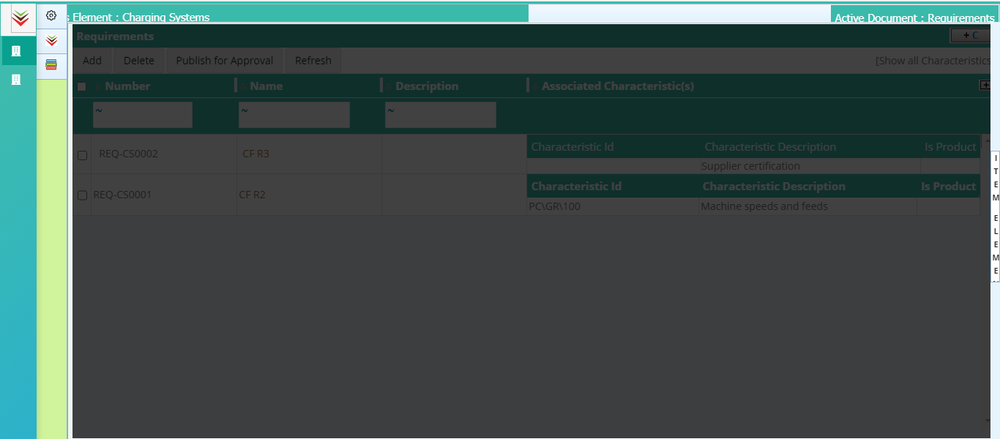 s Element : Charging Systems
Active Document : Requirements
Requirements
+ C
Add Delete Publish for Approval Refresh [Show all Characteristics
Number Name Description Associated Characteristic(s)
~ ~ ~
REQ-CS0002 CF R3
Characteristic Id Characteristic Description Is Product
Supplier certification
REQ-CS0001 CF R2
Characteristic Id Characteristic Description Is Product
PC\GR\100 Machine speeds and feeds
I
T
E
M
E
L
E
M
E